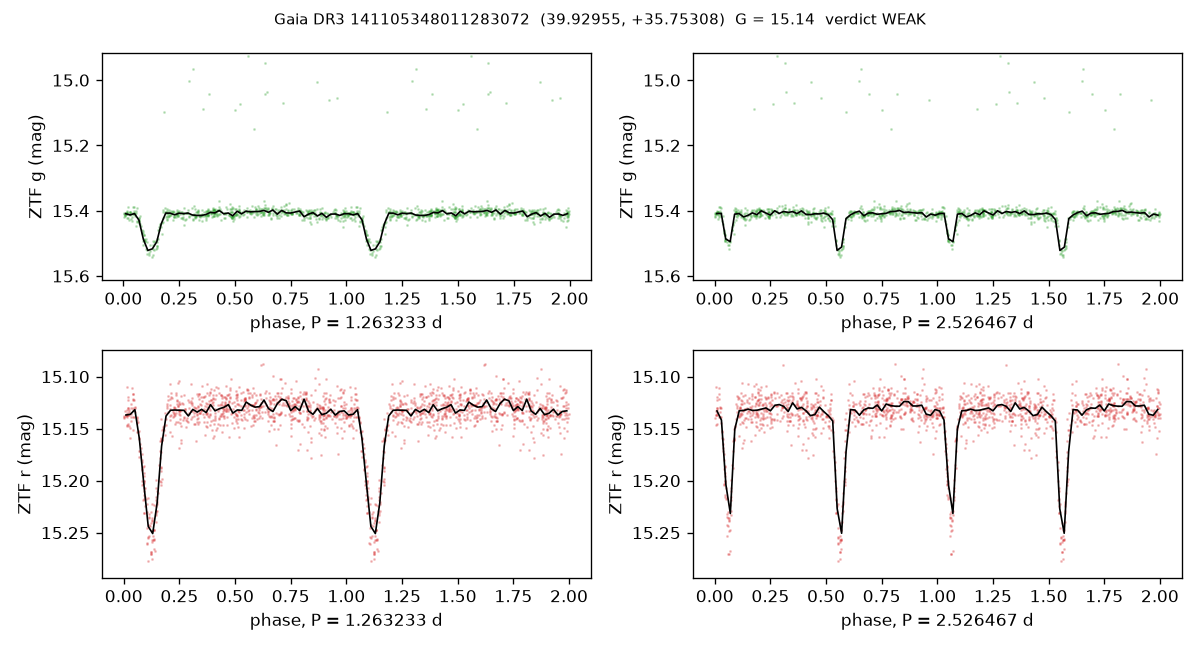 Gaia DR3 141105348011283072 (39.92955, +35.75308) G = 15.14 verdict WEAK
ZTF g (mag)
15.0
15.2
15.4
15.6
0.00 0.25 0.50 0.75 1.00 1.25 1.50 1.75 2.00
phase, P = 1.263233 d
ZTF g (mag)
15.0
15.2
15.4
15.6
0.00 0.25 0.50 0.75 1.00 1.25 1.50 1.75 2.00
phase, P = 2.526467 d
ZTF r (mag)
15.10
15.15
15.20
15.25
0.00 0.25 0.50 0.75 1.00 1.25 1.50 1.75 2.00
phase, P = 1.263233 d
ZTF r (mag)
15.10
15.15
15.20
15.25
0.00 0.25 0.50 0.75 1.00 1.25 1.50 1.75 2.00
phase, P = 2.526467 d